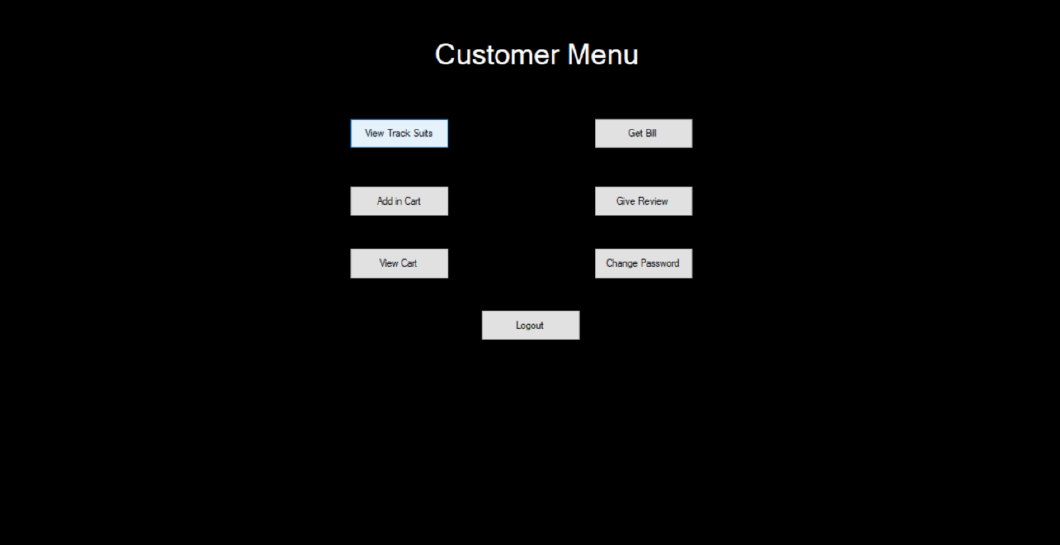 Customer Menu
View Track Suits
Get Bill
Add in Cart
Give Review
View Cart
Change Password
Logout